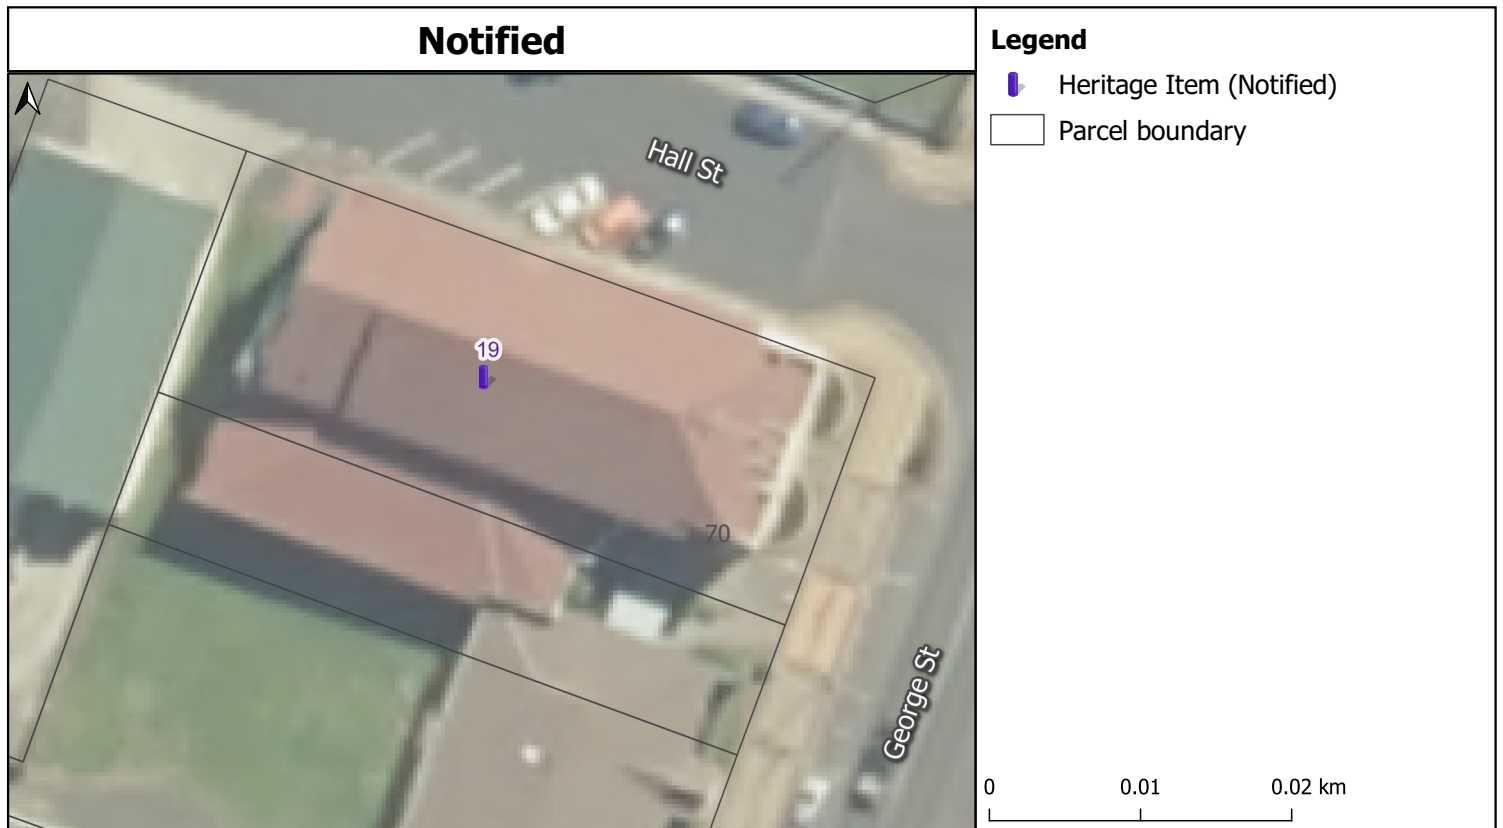 Notified
Legend
Heritage Item (Notified)
Parcel boundary
Hall St
19
70
George St
0 0.01 0.02 km